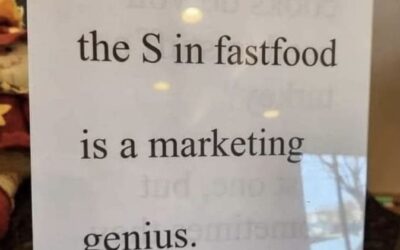 the S in fastfood
is a marketing
genius.